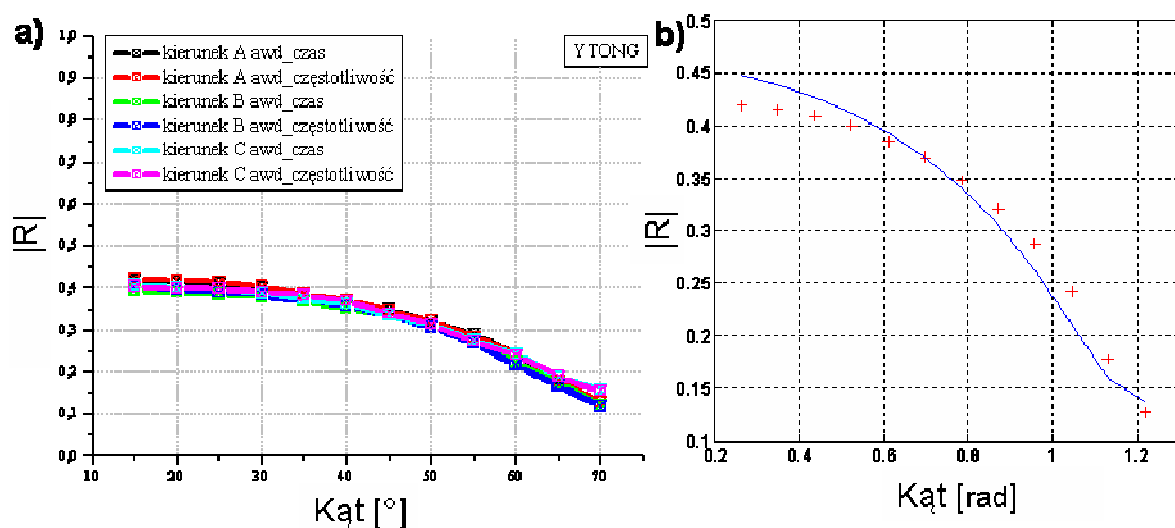 a)
kierunek A awd_czas
kierunek A awd_częstotliwość
kierunek B awd_czas
kierunek B awd_częstotliwość
kierunek C awd_czas
kierunek C awd_częstotliwość
YTONG
1,0
0,9
0,8
0,7
0,6
0,5
0,4
0,3
0,2
0,1
0,0
|R|
10 20 30 40 50 60 70
Kąt [°]
b)
0.5
0.45
0.4
0.35
0.3
0.25
0.2
0.15
0.1
|R|
0.2 0.4 0.6 0.8 1 1.2
Kąt [rad]